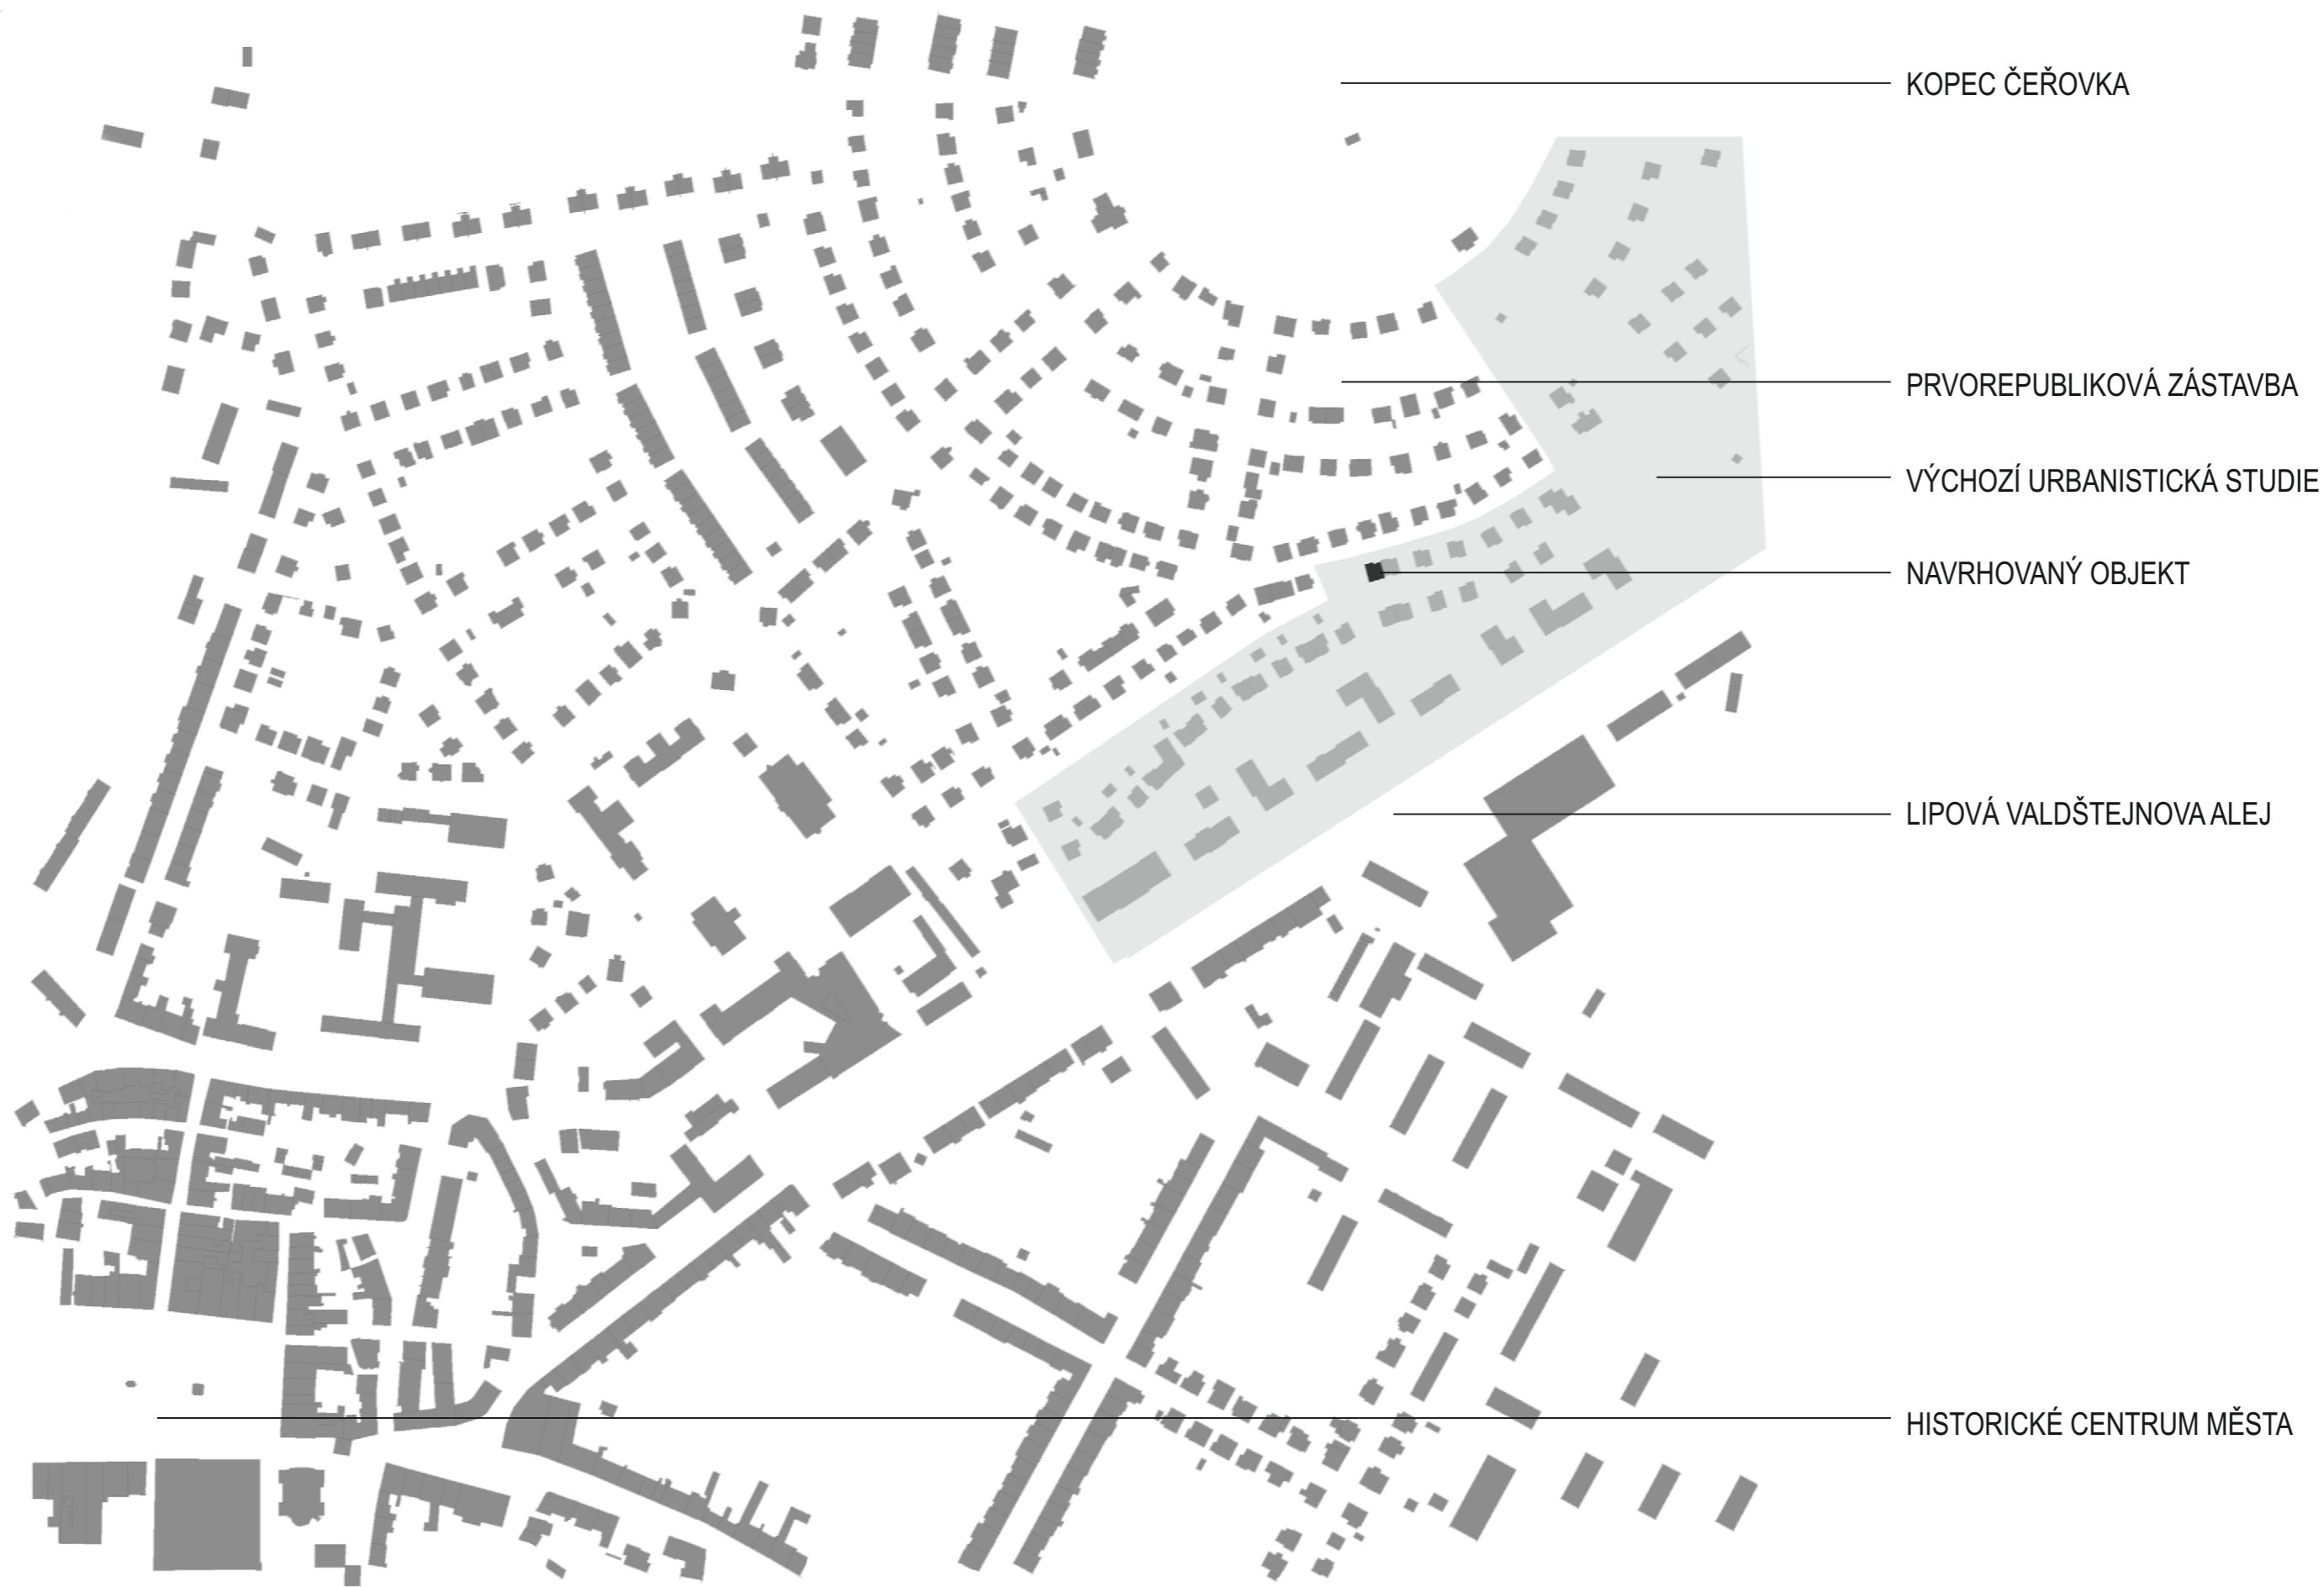 KOPEC ČEŘOVKA
PRVOREPUBLIKOVÁ ZÁSTAVBA
VÝCHOZÍ URBANISTICKÁ STUDIE
NAVRHOVANÝ OBJEKT
LIPOVÁ VALDŠTEJNOVA ALEJ
HISTORICKÉ CENTRUM MĚSTA